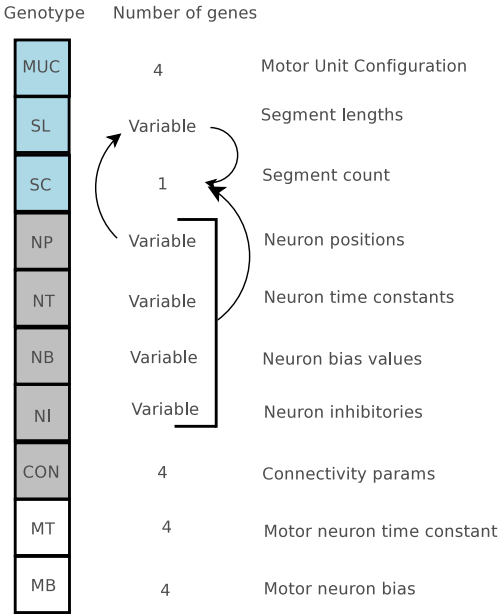 Genotype Number of genes
MUC 4 Motor Unit Configuration
SL Variable Segment lengths
SC 1 Segment count
NP Variable Neuron positions
NT Variable Neuron time constants
NB Variable Neuron bias values
NI Variable Neuron inhibitories
CON 4 Connectivity params
MT 4 Motor neuron time constant
MB 4 Motor neuron bias